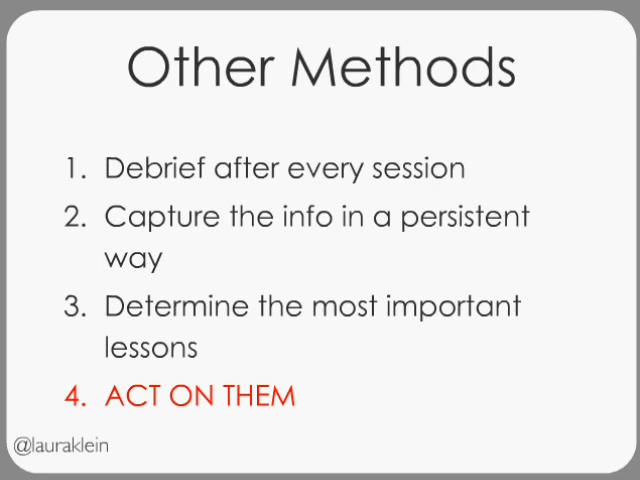 Other Methods
1. Debrief after every session
2. Capture the info in a persistent
way
3. Determine the most important
lessons
4. ACT ON THEM
@lauraklein